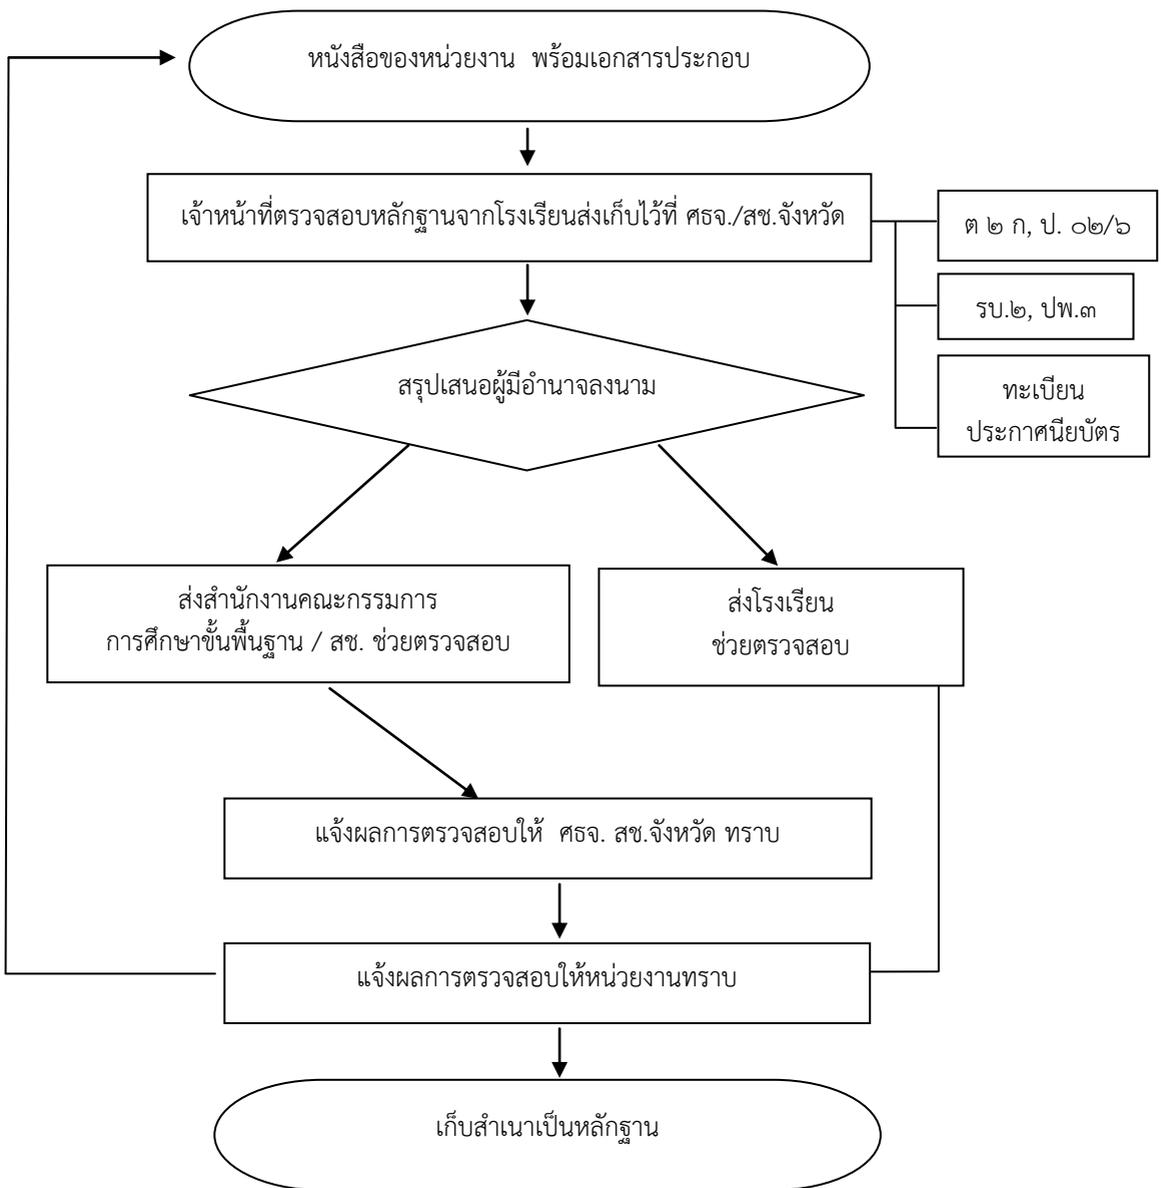 หนังสือของหน่วยงาน พร้อมเอกสารประกอบ
เจ้าหน้าที่ตรวจสอบหลักฐานจากโรงเรียนส่งเก็บไว้ที่ ศธจ./สช.จังหวัด
ต ๒ ก, ป. ๐๒/๖
รบ.๒, ปพ.๓
ทะเบียน
ประกาศนียบัตร
สรุปเสนอผู้มีอำนาจลงนาม
ส่งสำนักงานคณะกรรมการ
การศึกษาขั้นพื้นฐาน / สช. ช่วยตรวจสอบ
ส่งโรงเรียน
ช่วยตรวจสอบ
แจ้งผลการตรวจสอบให้ ศธจ. สช.จังหวัด ทราบ
แจ้งผลการตรวจสอบให้หน่วยงานทราบ
เก็บสำเนาเป็นหลักฐาน